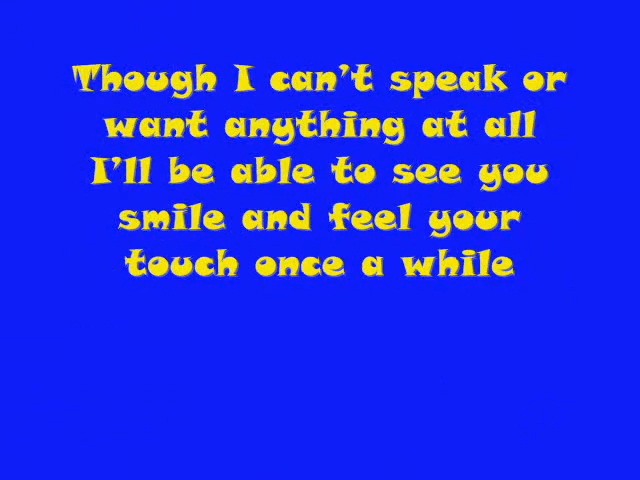 Though I can't speak or
want anything at all
I'll be able to see you
smile and feel your
touch once a while